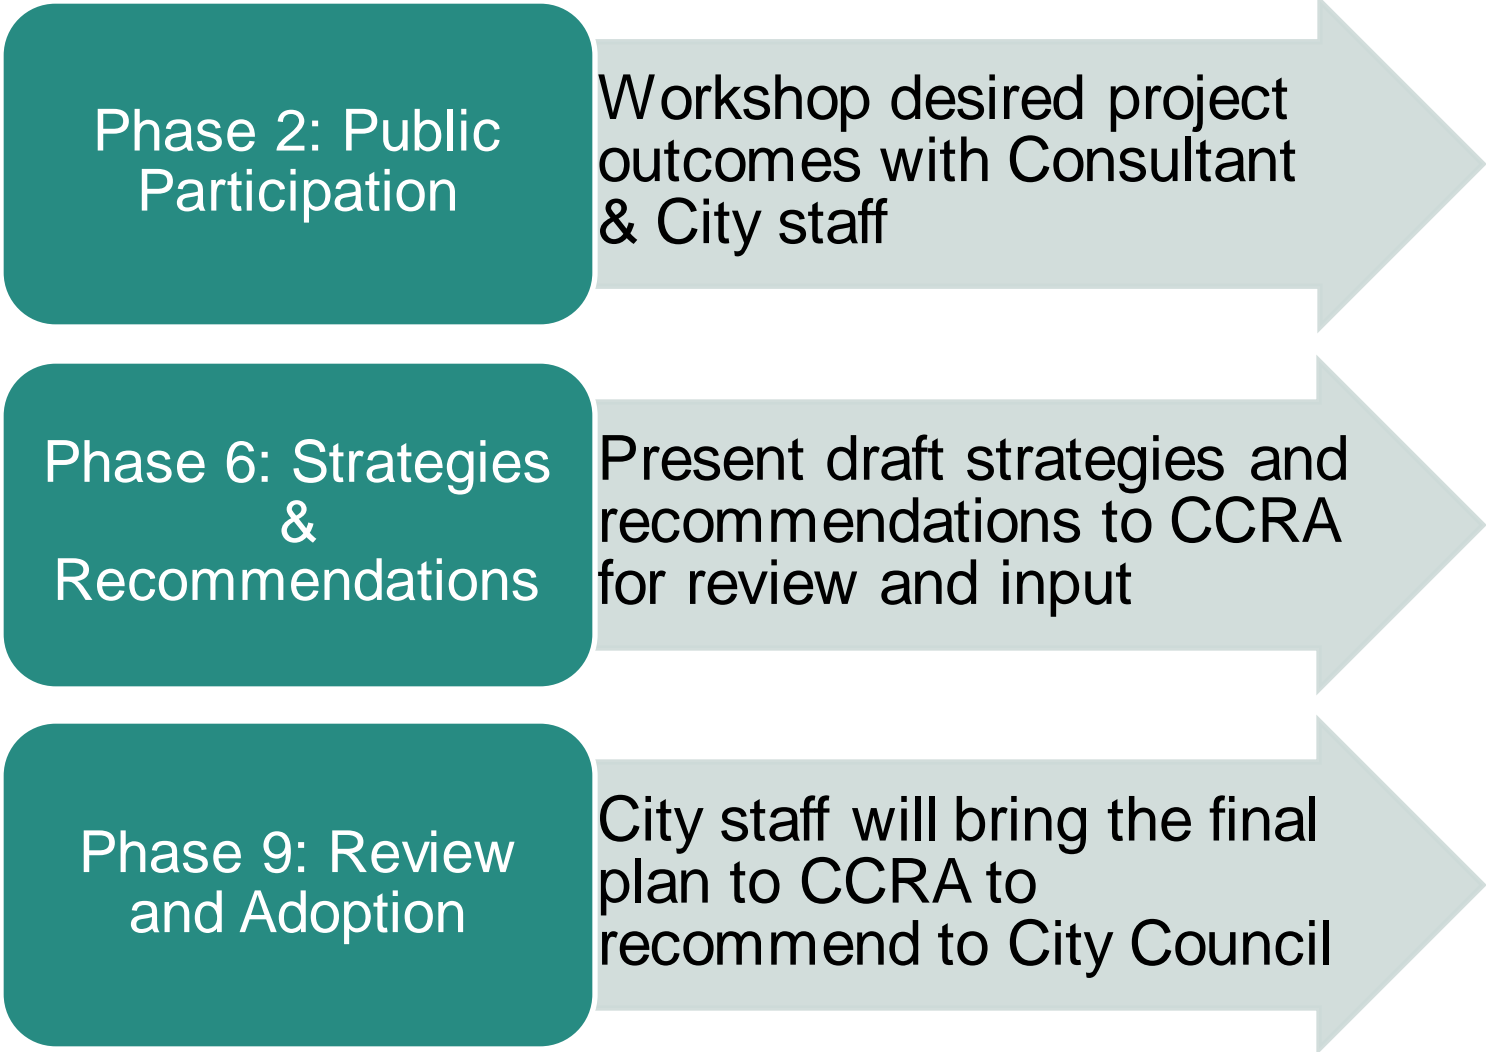 Phase 2: Public
Participation
Workshop desired project
outcomes with Consultant
& City staff
Phase 6: Strategies
&
Recommendations
Present draft strategies and
recommendations to CCRA
for review and input
Phase 9: Review
and Adoption
City staff will bring the final
plan to CCRA to
recommend to City Council